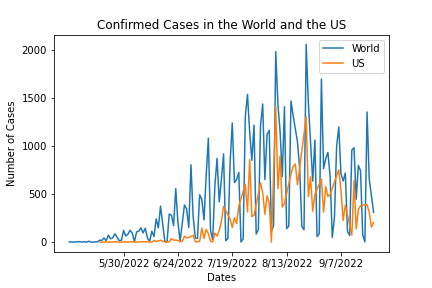 Confirmed Cases in the World and the US
World
US
Number of Cases
2000
1500
1000
500
0
5/30/2022 6/24/2022 7/19/2022 8/13/2022 9/7/2022
Dates